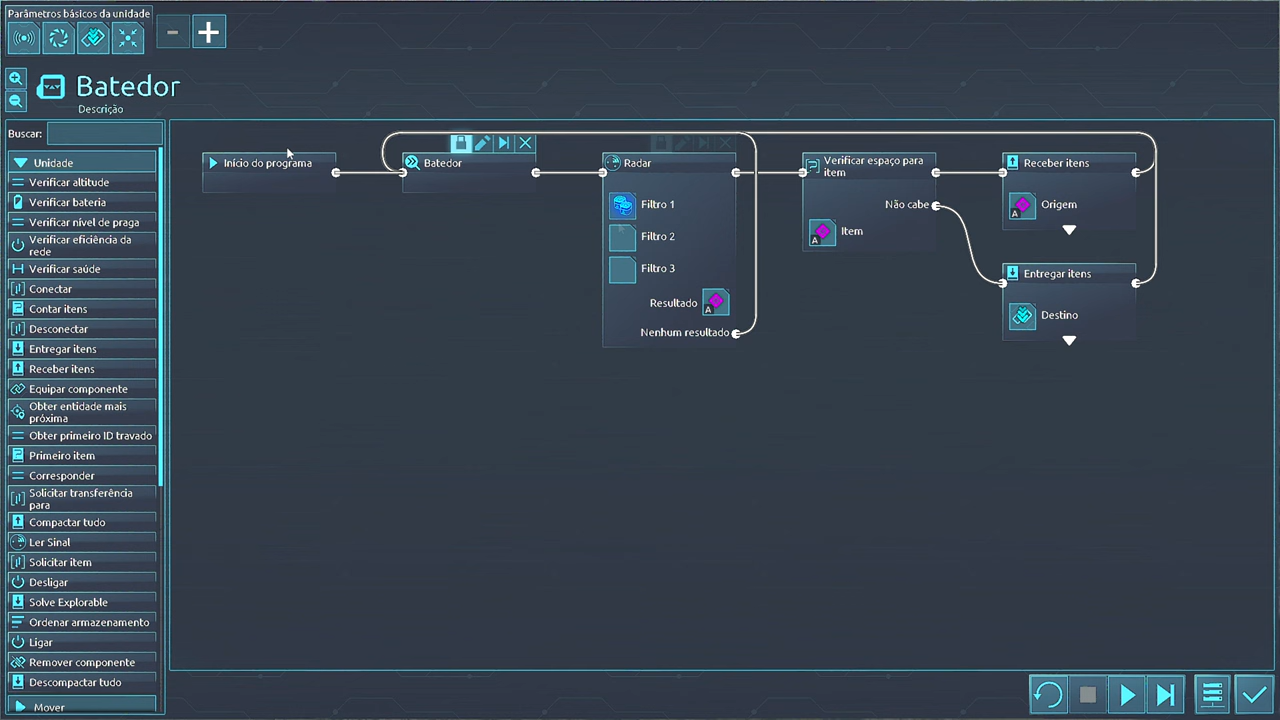 Parâmetros básicos da unidade
Batedor
Descrição
Buscar:
Unidade
Verificar altitude
Verificar bateria
Verificar nível de praga
Verificar eficiência da
rede
Verificar saúde
Conectar
Contar itens
Desconectar
Entregar itens
Receber itens
Equipar componente
Obter entidade mais
próxima
Obter primeiro ID travado
Primeiro item
Corresponder
Solicitar transferência
para
Compactar tudo
Ler Sinal
Solicitar item
Desligar
Solve Explorable
Ordenar armazenamento
Ligar
Remover componente
Descompactar tudo
Mover
Início do programa
Batedor
Radar
Filtro 1
Filtro 2
Filtro 3
Resultado
A
Nenhum resultado
Verificar espaço para
item
Não cabe
A
Item
Receber itens
A
Origem
Entregar itens
Destino